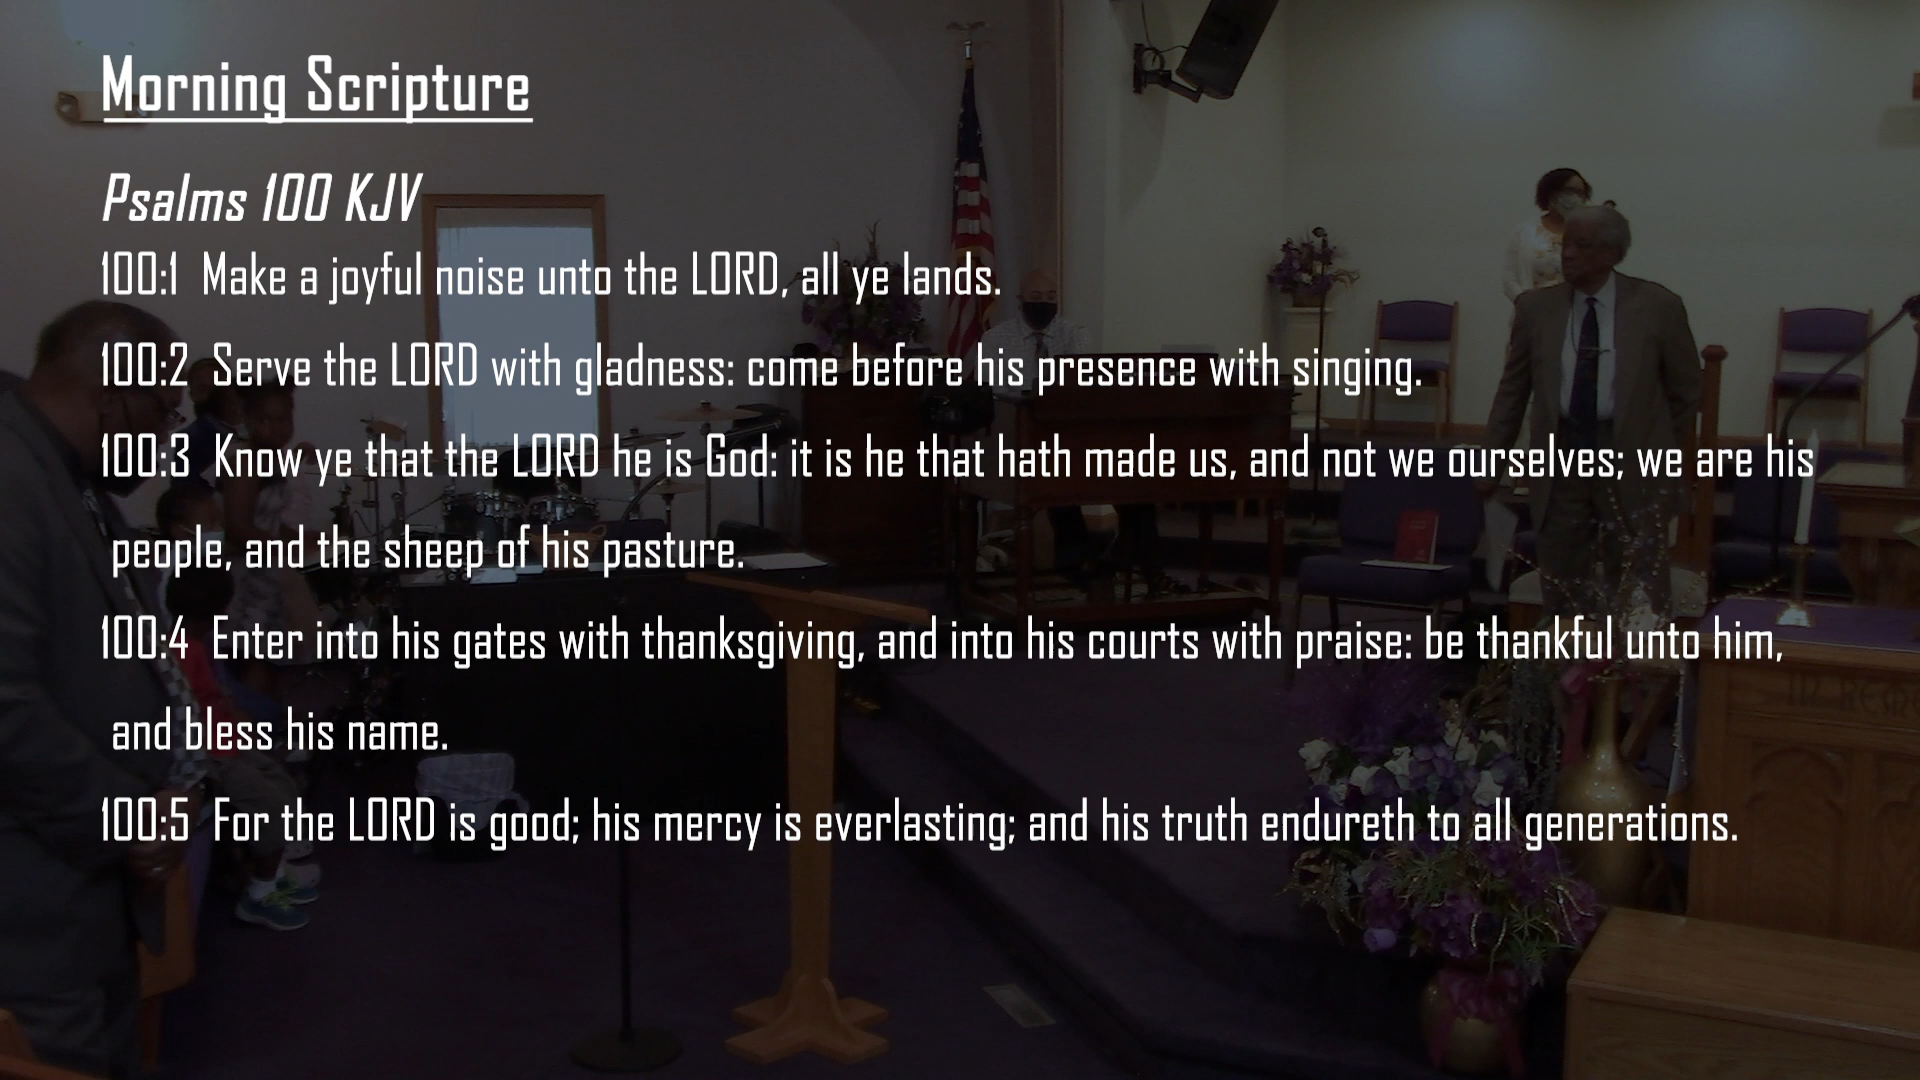 Morning Scripture
Psalms 100 KJV
100:1 Make a joyful noise unto the LORD, all ye lands.
100:2 Serve the LORD with gladness: come before his presence with singing.
100:3 Know ye that the LORD he is God: it is he that hath made us, and not we ourselves; we are his
people, and the sheep of his pasture.
100:4 Enter into his gates with thanksgiving, and into his courts with praise: be thankful unto him,
and bless his name.
100:5 For the LORD is good; his mercy is everlasting; and his truth endureth to all generations.
IN REME